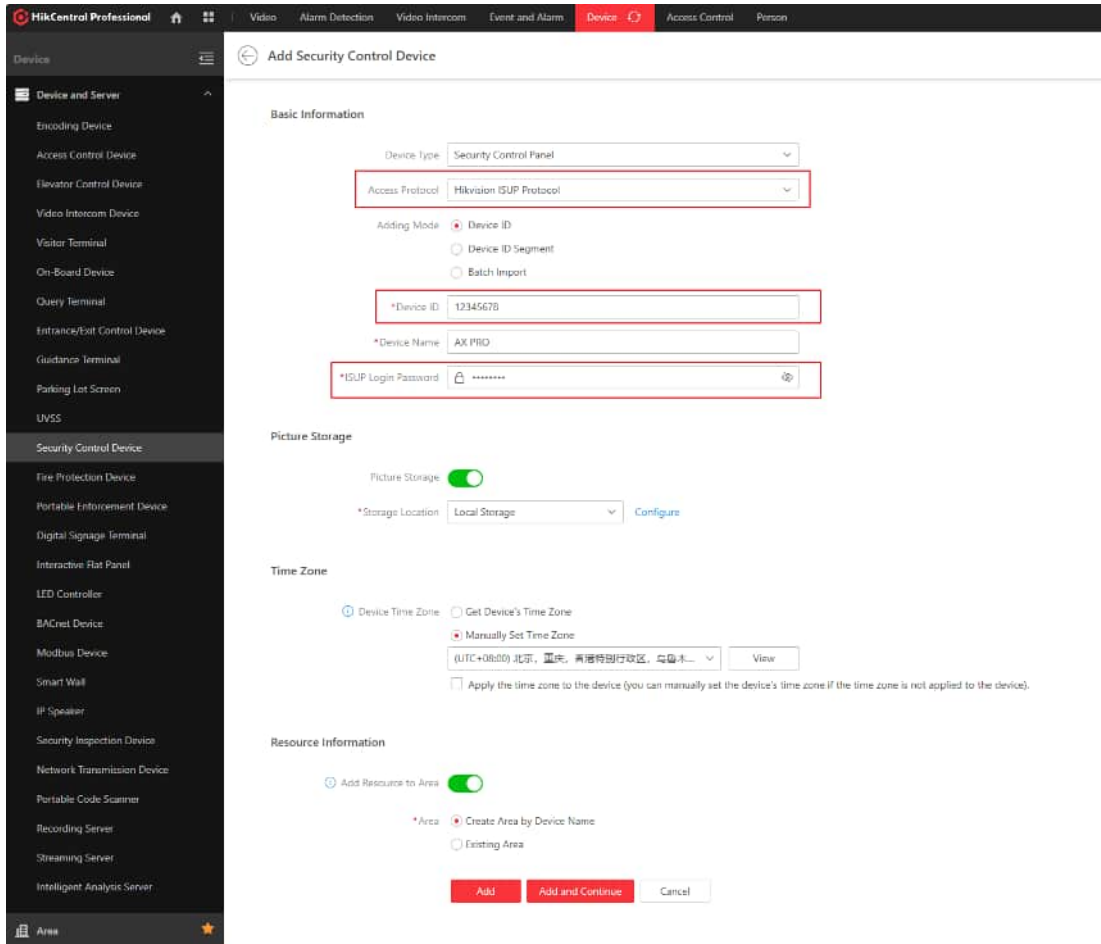 HikCentral Professional
Video
Alarm Detection
Video Intercom
Event and Alarm
Device
Access Control
Person
Device
Device and Server
Encoding Device
Access Control Device
Elevator Control Device
Video Intercom Device
Visitor Terminal
On-Board Device
Query Terminal
Entrance/Exit Control Device
Guidance Terminal
Parking Lot Screen
UVSS
Security Control Device
Fire Protection Device
Portable Enforcement Device
Digital Signage Terminal
Interactive Flat Panel
LED Controller
BACnet Device
Modbus Device
Smart Wall
IP Speaker
Security Inspection Device
Network Transmission Device
Portable Code Scanner
Recording Server
Streaming Server
Intelligent Analysis Server
Area
Add Security Control Device
Basic Information
Device Type Security Control Panel
Access Protocol Hikvision ISUP Protocol
Adding Mode Device ID
Device ID Segment
Batch Import
*Device ID 12345678
*Device Name AX PRO
*ISUP Login Password ••••••••
Picture Storage
Picture Storage
*Storage Location Local Storage Configure
Time Zone
Device Time Zone Get Device's Time Zone
Manually Set Time Zone
(UTC+08:00) 北京，重庆，香港特别行政区，乌鲁木... View
Apply the time zone to the device (you can manually set the device's time zone if the time zone is not applied to the device).
Resource Information
Add Resource to Area
*Area Create Area by Device Name
Existing Area
Add
Add and Continue
Cancel